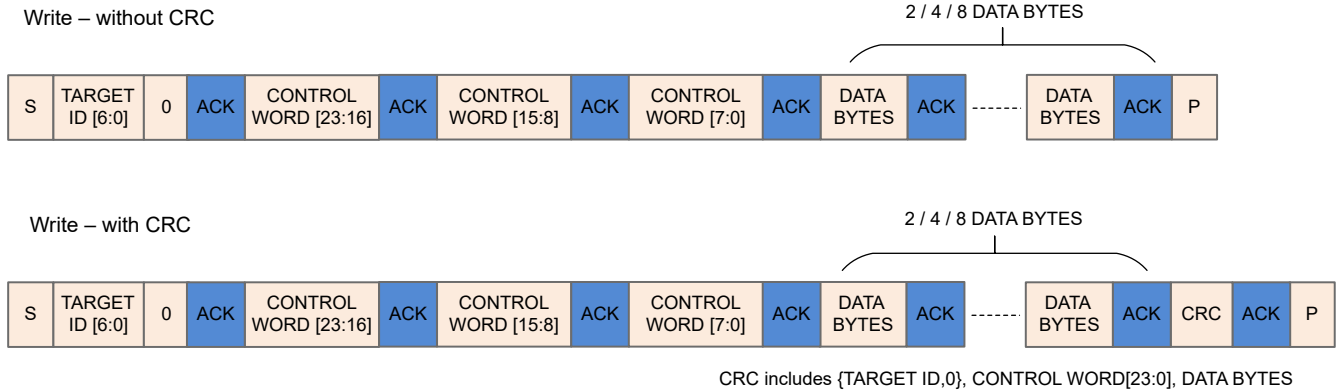 Write – without CRC
2 / 4 / 8 DATA BYTES
S
TARGET
ID [6:0]
0
ACK
CONTROL
WORD [23:16]
ACK
CONTROL
WORD [15:8]
ACK
CONTROL
WORD [7:0]
ACK
DATA
BYTES
ACK
DATA
BYTES
ACK
P
Write – with CRC
2 / 4 / 8 DATA BYTES
S
TARGET
ID [6:0]
0
ACK
CONTROL
WORD [23:16]
ACK
CONTROL
WORD [15:8]
ACK
CONTROL
WORD [7:0]
ACK
DATA
BYTES
ACK
DATA
BYTES
ACK
CRC
ACK
P
CRC includes {TARGET ID,0}, CONTROL WORD[23:0], DATA BYTES